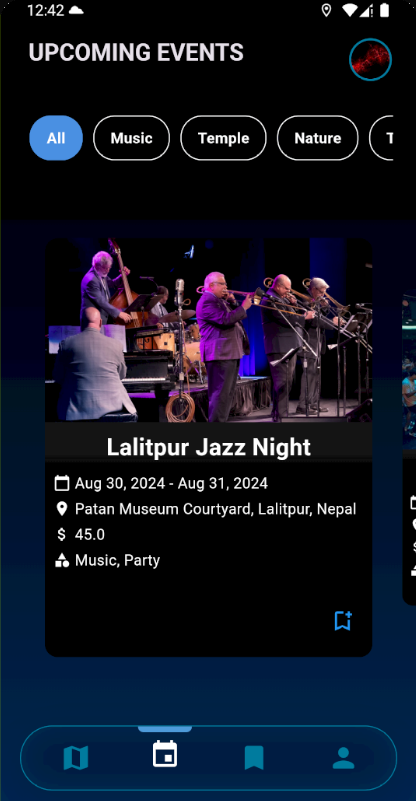 12:42
UPCOMING EVENTS
All Music Temple Nature T
Lalitpur Jazz Night
Aug 30, 2024 - Aug 31, 2024
Patan Museum Courtyard, Lalitpur, Nepal
$ 45.0
Music, Party